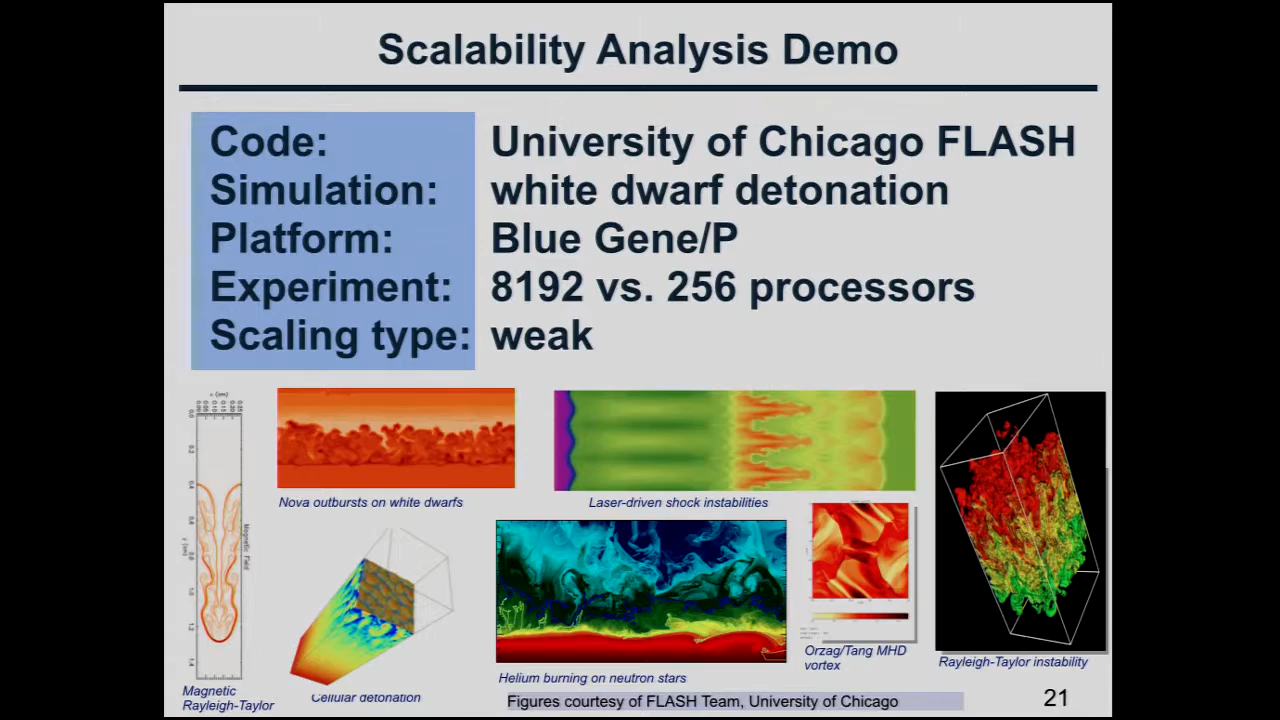 Scalability Analysis Demo
Code: University of Chicago FLASH
Simulation: white dwarf detonation
Platform: Blue Gene/P
Experiment: 8192 vs. 256 processors
Scaling type: weak
Nova outbursts on white dwarfs
Laser-driven shock instabilities
Magnetic Field
Orzag/Tang MHD
vortex
Rayleigh-Taylor instability
Helium burning on neutron stars
Magnetic
Rayleigh-Taylor
Cellular detonation
Figures courtesy of FLASH Team, University of Chicago
21